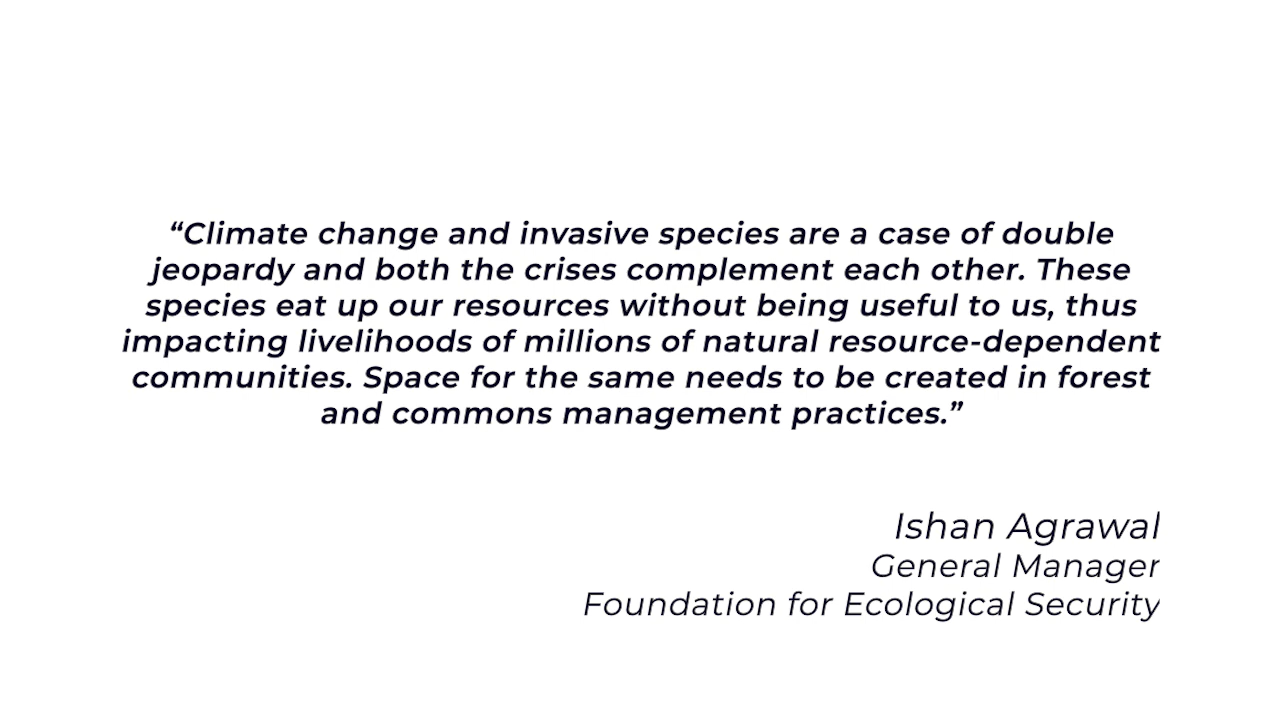 “Climate change and invasive species are a case of double
jeopardy and both the crises complement each other. These
species eat up our resources without being useful to us, thus
impacting livelihoods of millions of natural resource-dependent
communities. Space for the same needs to be created in forest
and commons management practices.”
Ishan Agrawal
General Manager
Foundation for Ecological Security